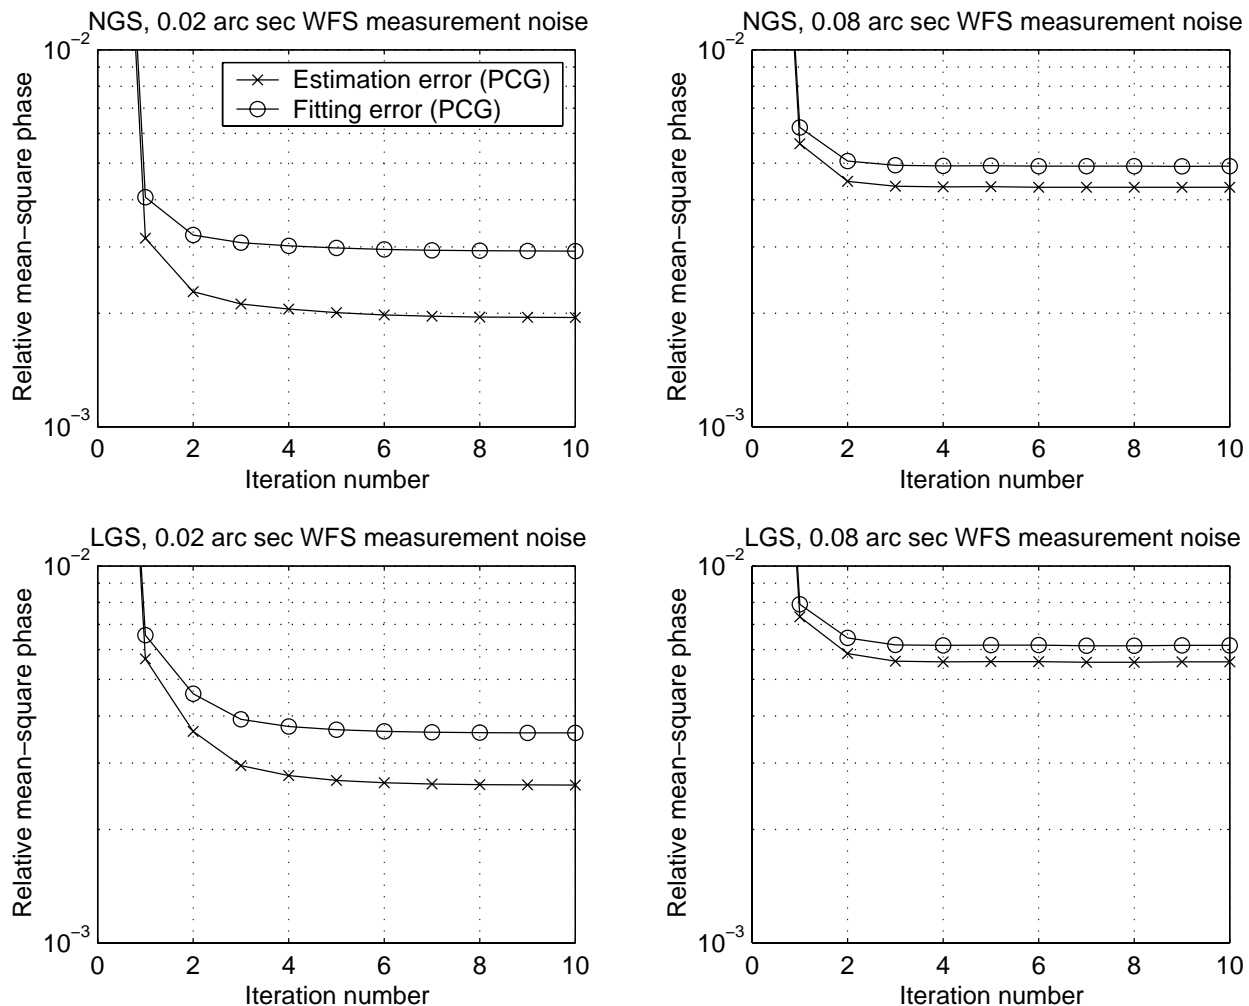 NGS, 0.02 arc sec WFS measurement noise
10−2
Estimation error (PCG)
Fitting error (PCG)
Relative mean−square phase
10−3
0 2 4 6 8 10
Iteration number
NGS, 0.08 arc sec WFS measurement noise
10−2
Relative mean−square phase
10−3
0 2 4 6 8 10
Iteration number
LGS, 0.02 arc sec WFS measurement noise
10−2
Relative mean−square phase
10−3
0 2 4 6 8 10
Iteration number
LGS, 0.08 arc sec WFS measurement noise
10−2
Relative mean−square phase
10−3
0 2 4 6 8 10
Iteration number